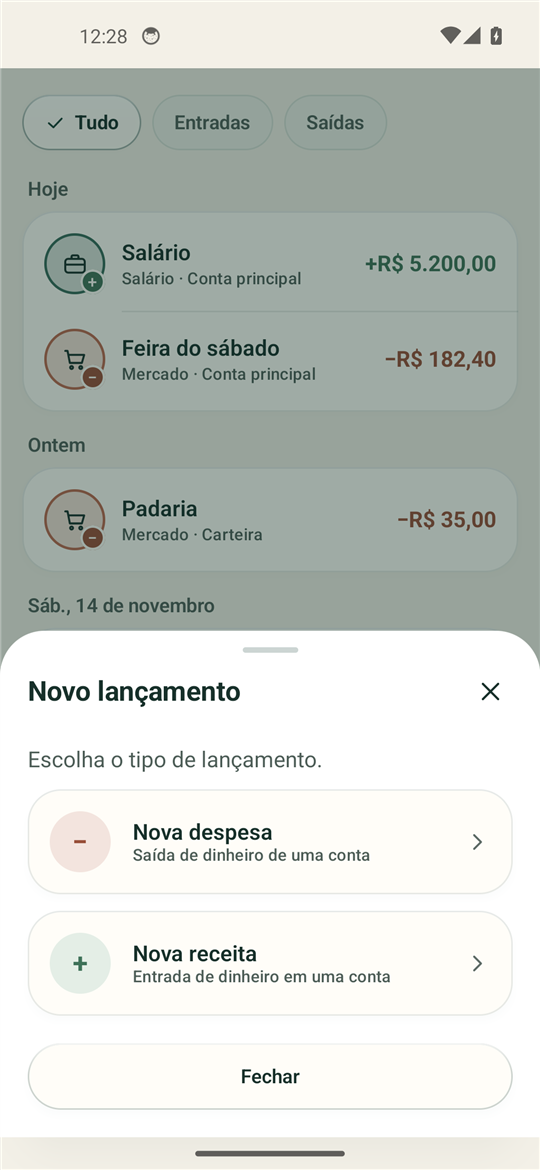 12:28
Tudo
Entradas
Saídas
Hoje
Salário
+R$ 5.200,00
Salário · Conta principal
Feira do sábado
−R$ 182,40
Mercado · Conta principal
Ontem
Padaria
−R$ 35,00
Mercado · Carteira
Sáb., 14 de novembro
Novo lançamento
Escolha o tipo de lançamento.
Nova despesa
Saída de dinheiro de uma conta
Nova receita
Entrada de dinheiro em uma conta
Fechar